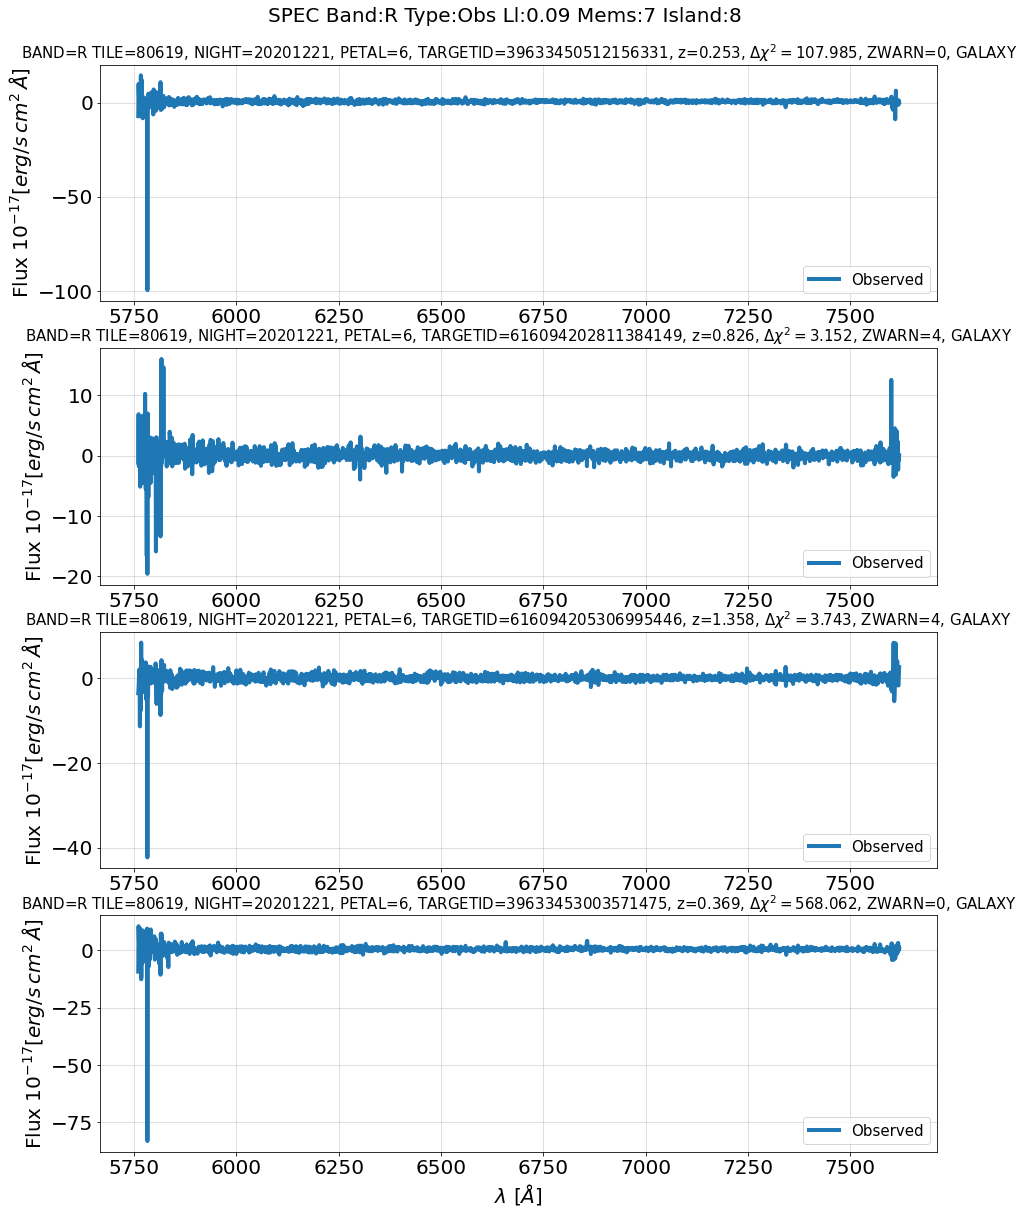 SPEC Band:R Type:Obs Ll:0.09 Mems:7 Island:8
BAND=R TILE=80619, NIGHT=20201221, PETAL=6, TARGETID=39633450512156331, z=0.253, Δχ² = 107.985, ZWARN=0, GALAXY
Flux 10⁻¹⁷[erg/s cm² Å]
0
−50
−100
Observed
5750 6000 6250 6500 6750 7000 7250 7500
BAND=R TILE=80619, NIGHT=20201221, PETAL=6, TARGETID=616094202811384149, z=0.826, Δχ² = 3.152, ZWARN=4, GALAXY
Flux 10⁻¹⁷[erg/s cm² Å]
10
0
−10
−20
Observed
5750 6000 6250 6500 6750 7000 7250 7500
BAND=R TILE=80619, NIGHT=20201221, PETAL=6, TARGETID=616094205306995446, z=1.358, Δχ² = 3.743, ZWARN=4, GALAXY
Flux 10⁻¹⁷[erg/s cm² Å]
0
−20
−40
Observed
5750 6000 6250 6500 6750 7000 7250 7500
BAND=R TILE=80619, NIGHT=20201221, PETAL=6, TARGETID=39633453003571475, z=0.369, Δχ² = 568.062, ZWARN=0, GALAXY
Flux 10⁻¹⁷[erg/s cm² Å]
0
−25
−50
−75
Observed
5750 6000 6250 6500 6750 7000 7250 7500
λ [Å]